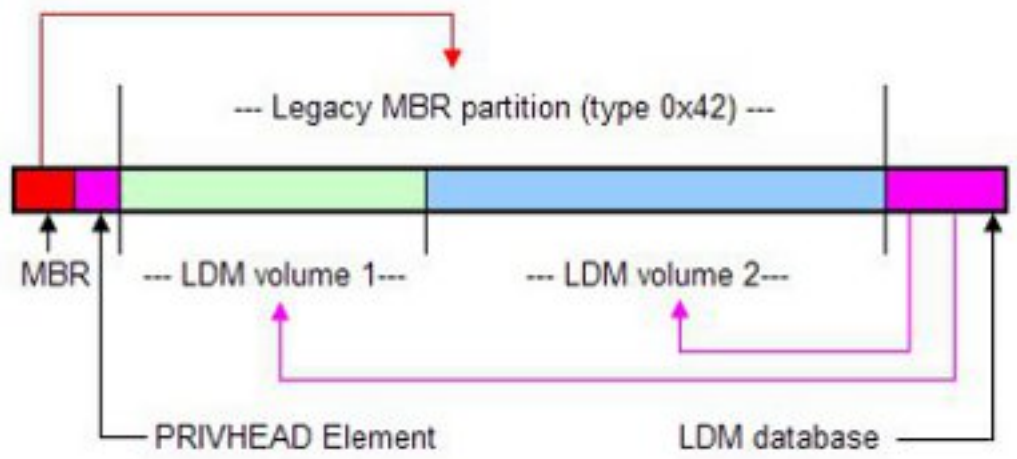 --- Legacy MBR partition (type 0x42) ---
MBR
--- LDM volume 1---
--- LDM volume 2---
PRIVHEAD Element
LDM database